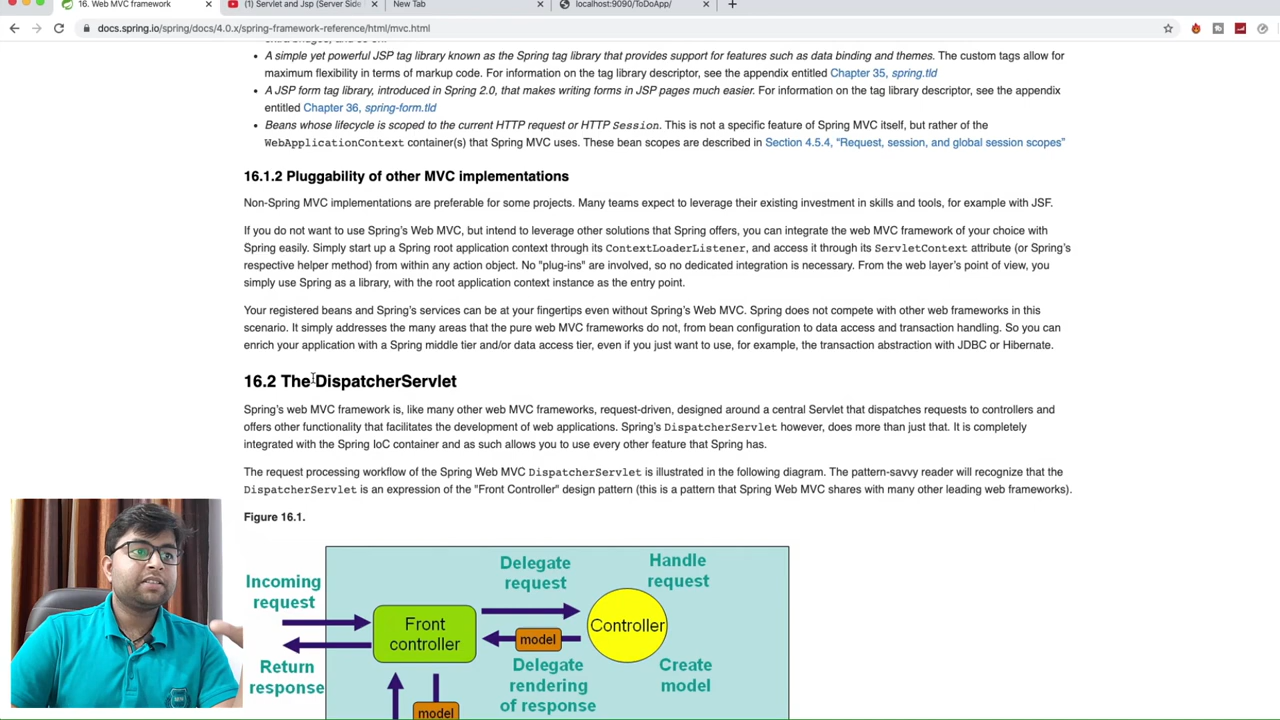 16. Web MVC framework
(1) Servlet and Jsp (Server Side
New Tab
localhost:9090/ToDoApp/
docs.spring.io/spring/docs/4.0.x/spring-framework-reference/html/mvc.html
A simple yet powerful JSP tag library known as the Spring tag library that provides support for features such as data binding and themes. The custom tags allow for
maximum flexibility in terms of markup code. For information on the tag library descriptor, see the appendix entitled Chapter 35, spring.tld
A JSP form tag library, introduced in Spring 2.0, that makes writing forms in JSP pages much easier. For information on the tag library descriptor, see the appendix
entitled Chapter 36, spring-form.tld
Beans whose lifecycle is scoped to the current HTTP request or HTTP Session. This is not a specific feature of Spring MVC itself, but rather of the
WebApplicationContext container(s) that Spring MVC uses. These bean scopes are described in Section 4.5.4, “Request, session, and global session scopes”
16.1.2 Pluggability of other MVC implementations
Non-Spring MVC implementations are preferable for some projects. Many teams expect to leverage their existing investment in skills and tools, for example with JSF.
If you do not want to use Spring’s Web MVC, but intend to leverage other solutions that Spring offers, you can integrate the web MVC framework of your choice with
Spring easily. Simply start up a Spring root application context through its ContextLoaderListener, and access it through its ServletContext attribute (or Spring’s
respective helper method) from within any action object. No "plug-ins" are involved, so no dedicated integration is necessary. From the web layer’s point of view, you
simply use Spring as a library, with the root application context instance as the entry point.
Your registered beans and Spring’s services can be at your fingertips even without Spring’s Web MVC. Spring does not compete with other web frameworks in this
scenario. It simply addresses the many areas that the pure web MVC frameworks do not, from bean configuration to data access and transaction handling. So you can
enrich your application with a Spring middle tier and/or data access tier, even if you just want to use, for example, the transaction abstraction with JDBC or Hibernate.
16.2 The DispatcherServlet
Spring’s web MVC framework is, like many other web MVC frameworks, request-driven, designed around a central Servlet that dispatches requests to controllers and
offers other functionality that facilitates the development of web applications. Spring’s DispatcherServlet however, does more than just that. It is completely
integrated with the Spring IoC container and as such allows you to use every other feature that Spring has.
The request processing workflow of the Spring Web MVC DispatcherServlet is illustrated in the following diagram. The pattern-savvy reader will recognize that the
DispatcherServlet is an expression of the "Front Controller" design pattern (this is a pattern that Spring Web MVC shares with many other leading web frameworks).
Figure 16.1.
Incoming
request
Return
response
Front
controller
Delegate
request
Handle
request
Controller
model
Delegate
rendering
of response
Create
model
model